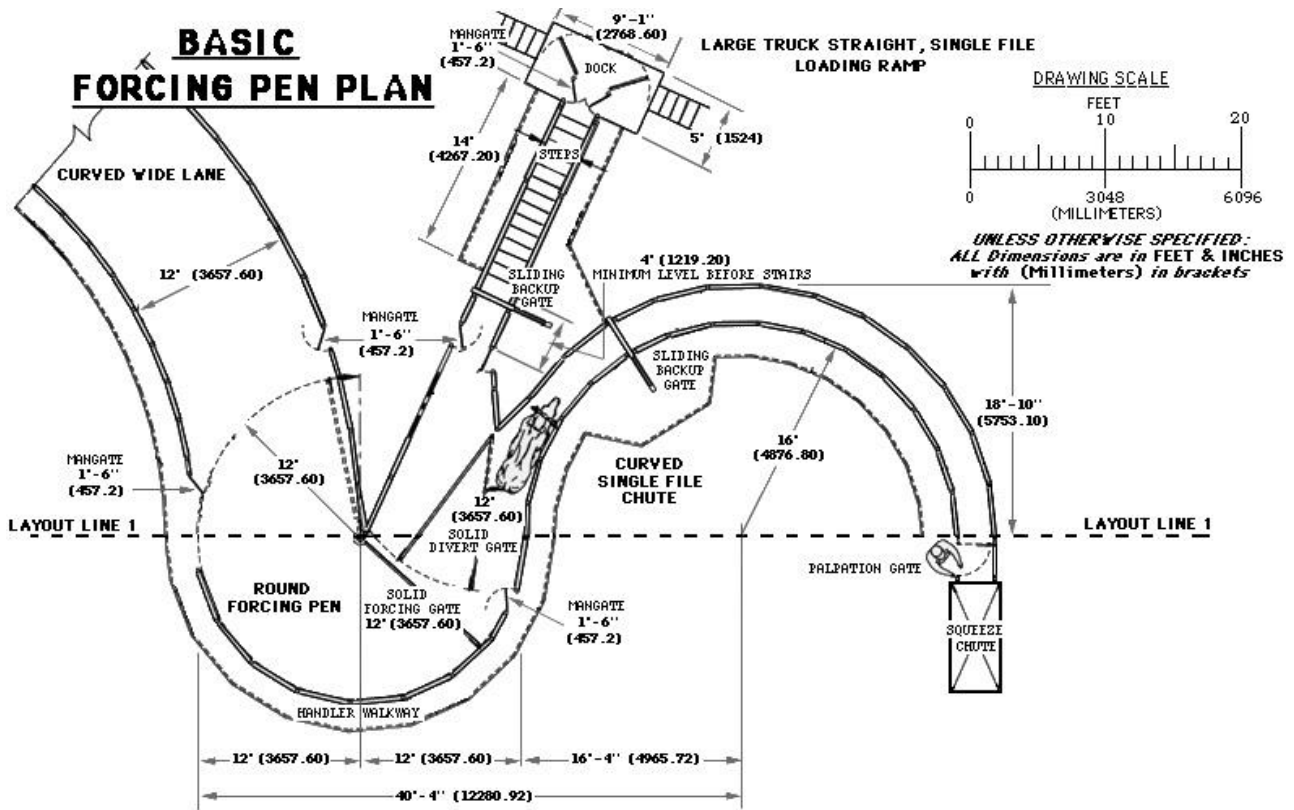 BASIC
FORCING PEN PLAN
MANGATE
1'-6"
(457.2)
9'-1"
(2768.60)
DOCK
LARGE TRUCK STRAIGHT, SINGLE FILE
LOADING RAMP
DRAWING SCALE
FEET
0 10 20
0 3048 6096
(MILLIMETERS)
UNLESS OTHERWISE SPECIFIED:
ALL Dimensions are in FEET & INCHES
with (Millimeters) in brackets
14'
(4267.20)
STEPS
5' (1524)
CURVED WIDE LANE
12' (3657.60)
SLIDING
BACKUP
GATE
4' (1219.20)
MINIMUM LEVEL BEFORE STAIRS
MANGATE
1'-6"
(457.2)
SLIDING
BACKUP
GATE
18'-10"
(5753.10)
16'
(4876.80)
MANGATE
1'-6"
(457.2)
12'
(3657.60)
CURVED
SINGLE FILE
CHUTE
12'
(3657.60)
SOLID
DIVERT GATE
LAYOUT LINE 1
LAYOUT LINE 1
PALPATION GATE
ROUND
FORCING PEN
SOLID
FORCING GATE
12' (3657.60)
MANGATE
1'-6"
(457.2)
SQUEEZE
CHUTE
HANDLER WALKWAY
12' (3657.60)
12' (3657.60)
16'-4" (4965.72)
40'-4" (12280.92)